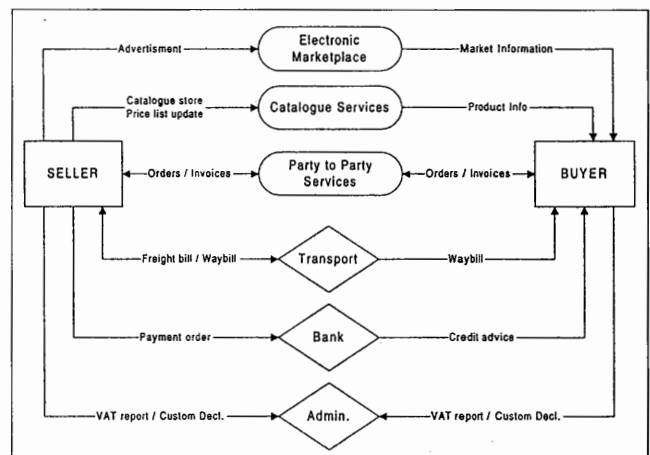 Electronic
Advertisment Marketplace Market Information
Catalogue store
Price list update Catalogue Services Product Info
SELLER Orders / Invoices Party to Party
Services Orders / Invoices BUYER
Freight bill / Waybill Transport Waybill
Payment order Bank Credit advice
VAT report / Custom Decl. Admin. VAT report / Custom Decl.